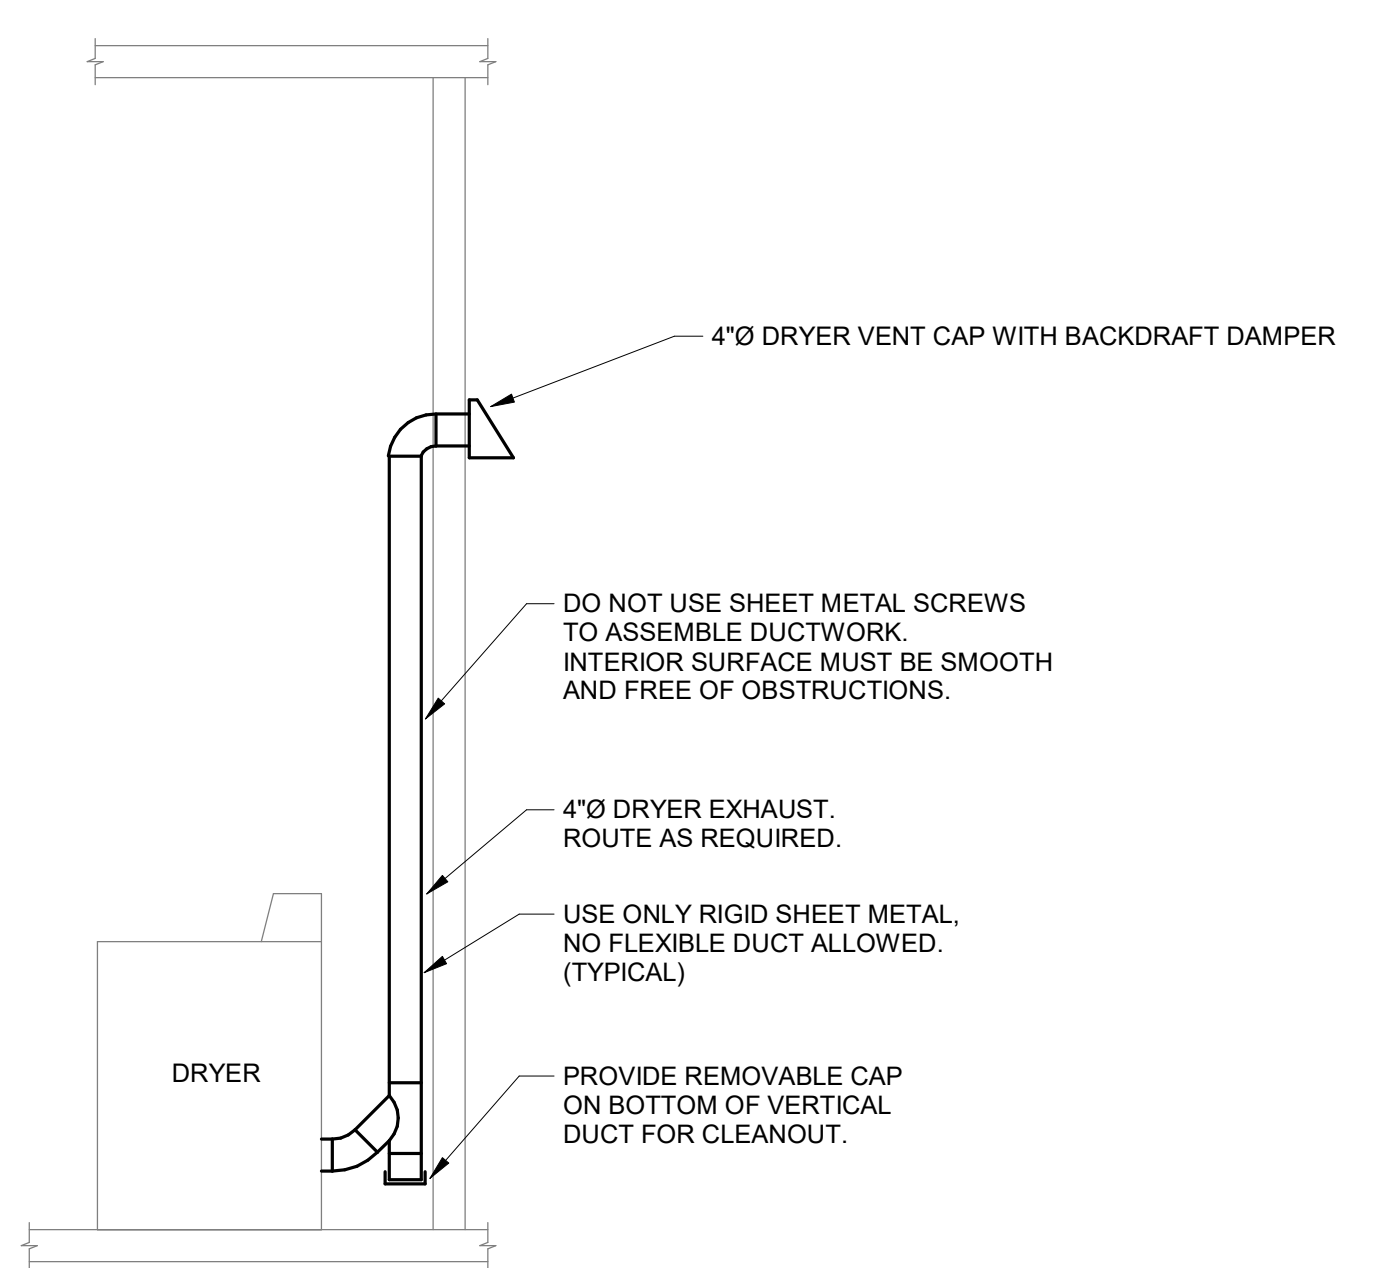 4"Ø DRYER VENT CAP WITH BACKDRAFT DAMPER
DO NOT USE SHEET METAL SCREWS
TO ASSEMBLE DUCTWORK.
INTERIOR SURFACE MUST BE SMOOTH
AND FREE OF OBSTRUCTIONS.
4"Ø DRYER EXHAUST.
ROUTE AS REQUIRED.
USE ONLY RIGID SHEET METAL,
NO FLEXIBLE DUCT ALLOWED.
(TYPICAL)
DRYER
PROVIDE REMOVABLE CAP
ON BOTTOM OF VERTICAL
DUCT FOR CLEANOUT.